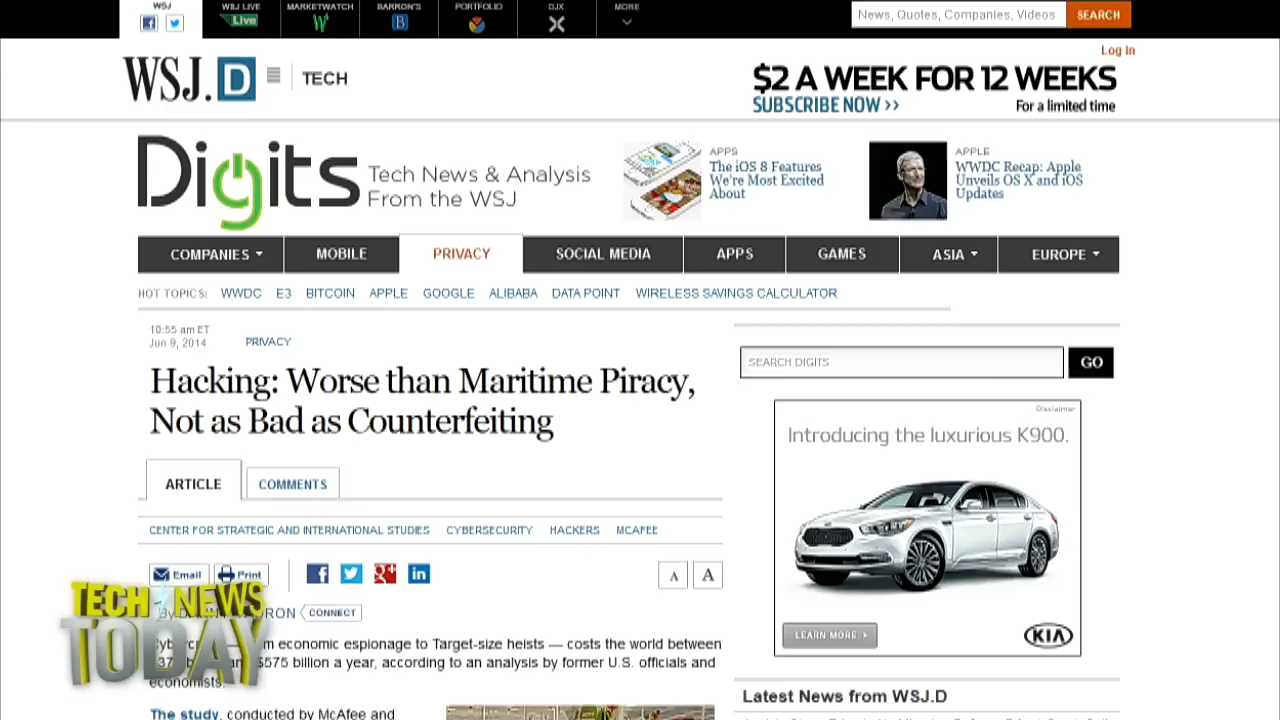 WSJ
WSJ LIVE
MARKETWATCH
BARRON'S
PORTFOLIO
DJX
MORE
Live
News, Quotes, Companies, Videos
SEARCH
Log In
WSJ.D
TECH
$2 A WEEK FOR 12 WEEKS
SUBSCRIBE NOW >>
For a limited time
Digits
Tech News & Analysis
From the WSJ
APPS
The iOS 8 Features
We're Most Excited
About
APPLE
WWDC Recap: Apple
Unveils OS X and iOS
Updates
COMPANIES
MOBILE
PRIVACY
SOCIAL MEDIA
APPS
GAMES
ASIA
EUROPE
HOT TOPICS: WWDC E3 BITCOIN APPLE GOOGLE ALIBABA DATA POINT WIRELESS SAVINGS CALCULATOR
10:55 am ET
Jun 9, 2014
PRIVACY
Hacking: Worse than Maritime Piracy,
Not as Bad as Counterfeiting
ARTICLE
COMMENTS
CENTER FOR STRATEGIC AND INTERNATIONAL STUDIES CYBERSECURITY HACKERS MCAFEE
Email
Print
A
A
By
CONNECT
economic espionage to Target-size heists — costs the world between
$575 billion a year, according to an analysis by former U.S. officials and
economists.
The study, conducted by McAfee and
SEARCH DIGITS
GO
Disclaimer
Introducing the luxurious K900.
LEARN MORE
KIA
Latest News from WSJ.D
TECH NEWS
TODAY